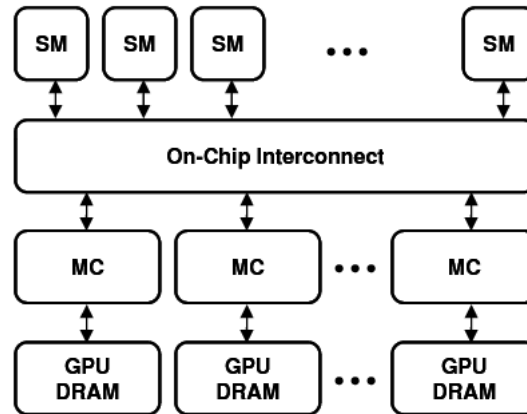 SM SM SM ••• SM
On-Chip Interconnect
MC MC ••• MC
GPU GPU ••• GPU
DRAM DRAM DRAM